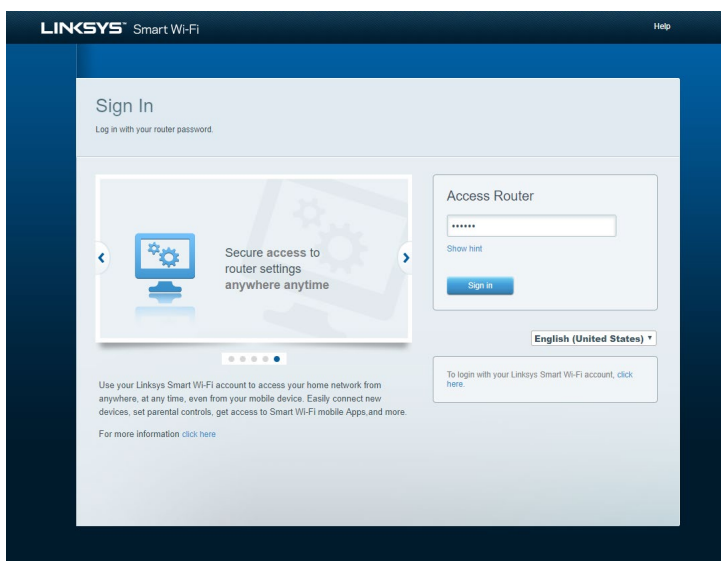 LINKSYS™ Smart Wi-Fi
Help
Sign In
Log in with your router password.
Secure access to
router settings
anywhere anytime
Use your Linksys Smart Wi-Fi account to access your home network from
anywhere, at any time, even from your mobile device. Easily connect new
devices, set parental controls, get access to Smart Wi-Fi mobile Apps,and more.
For more information click here
Access Router
••••••
Show hint
Sign in
English (United States)
To login with your Linksys Smart Wi-Fi account, click
here.